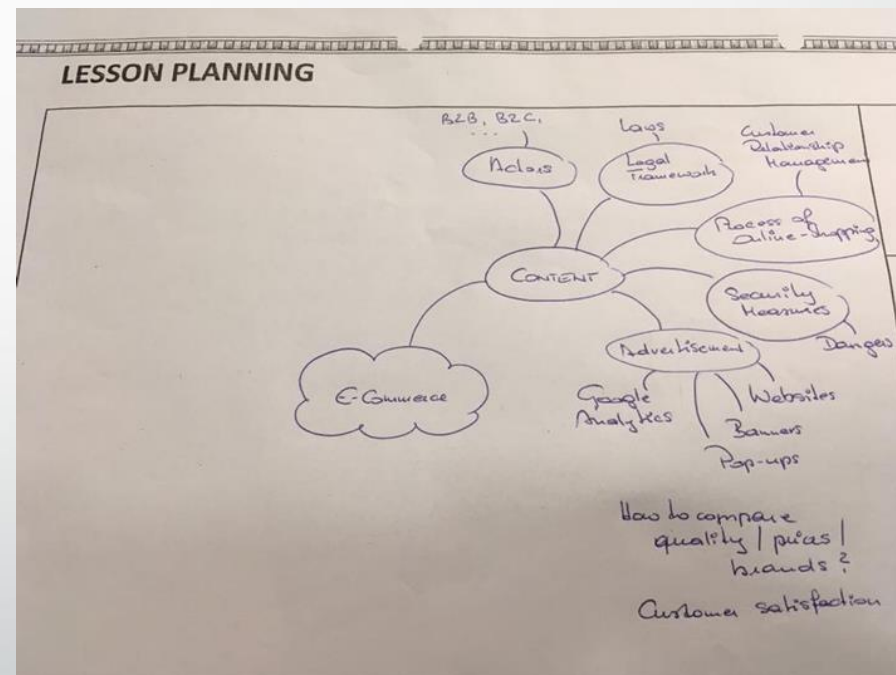 LESSON PLANNING
B2B, B2C,
...
Actors
Laws
Legal
Framework
Customer
Relationship
Management
Process of
Online-Shopping
CONTENT
Security
Measures
Dangers
Advertisement
E-Commerce
Google
Analytics
Websites
Banners
Pop-ups
How to compare
quality / prices /
brands?
Customer satisfaction